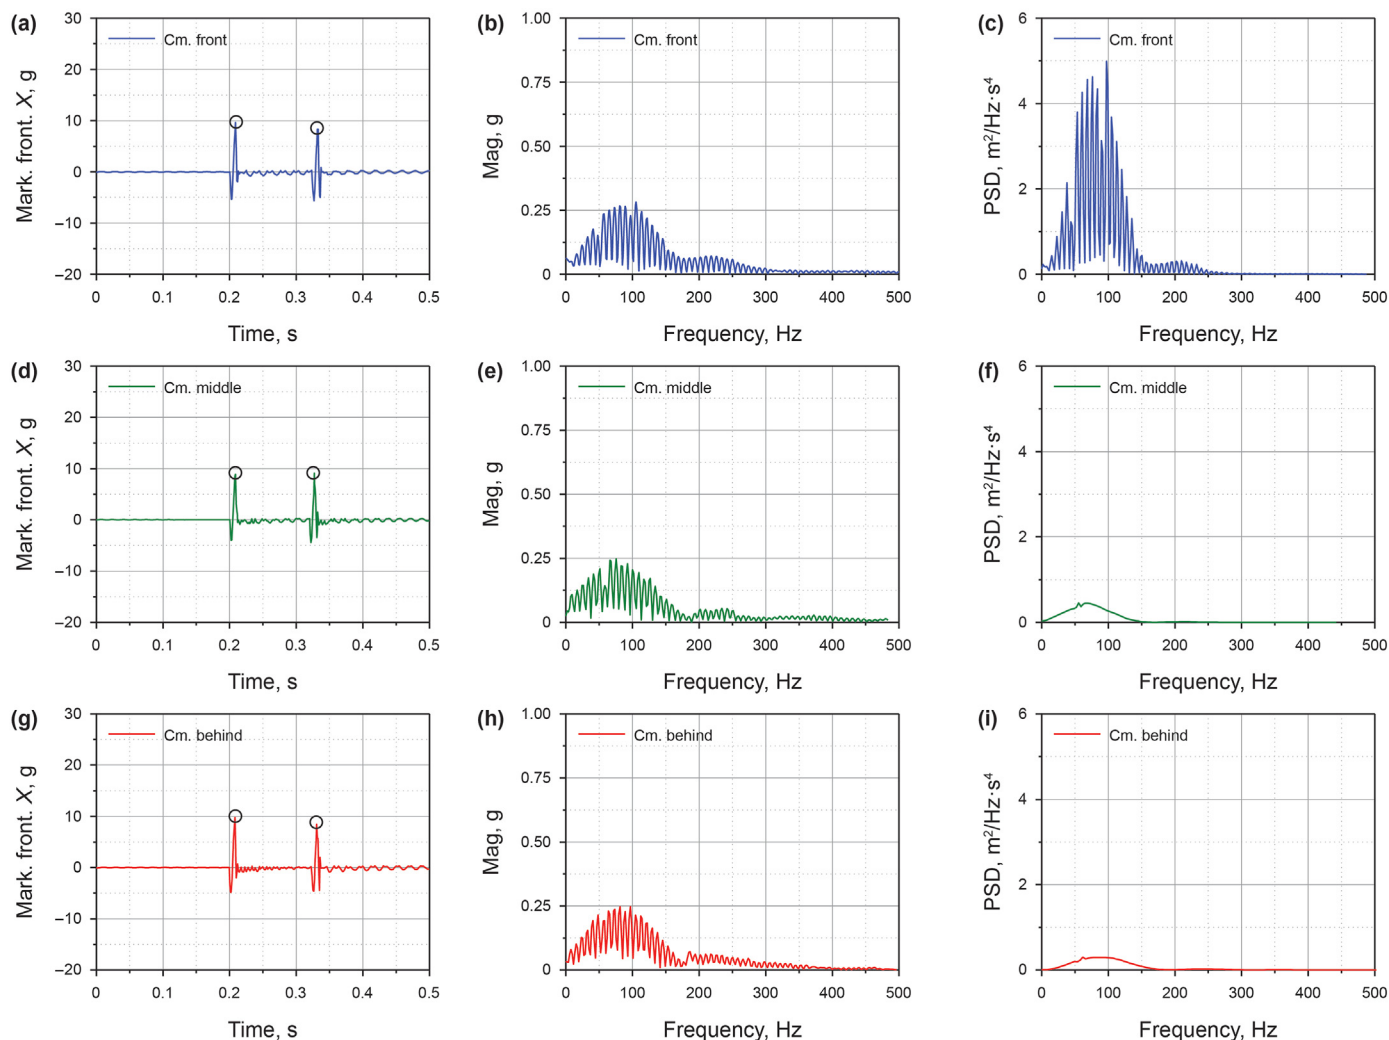 (a)
30
20
10
0
–10
–20
Mark. front. X, g
Cm. front
0 0.1 0.2 0.3 0.4 0.5
Time, s
(b)
1.00
0.75
0.50
0.25
0
Mag, g
Cm. front
0 100 200 300 400 500
Frequency, Hz
(c)
6
4
2
0
PSD, m²/Hz·s⁴
Cm. front
0 100 200 300 400 500
Frequency, Hz
(d)
30
20
10
0
–10
–20
Mark. front. X, g
Cm. middle
0 0.1 0.2 0.3 0.4 0.5
Time, s
(e)
1.00
0.75
0.50
0.25
0
Mag, g
Cm. middle
0 100 200 300 400 500
Frequency, Hz
(f)
6
4
2
0
PSD, m²/Hz·s⁴
Cm. middle
0 100 200 300 400 500
Frequency, Hz
(g)
30
20
10
0
–10
–20
Mark. front. X, g
Cm. behind
0 0.1 0.2 0.3 0.4 0.5
Time, s
(h)
1.00
0.75
0.50
0.25
0
Mag, g
Cm. behind
0 100 200 300 400 500
Frequency, Hz
(i)
6
4
2
0
PSD, m²/Hz·s⁴
Cm. behind
0 100 200 300 400 500
Frequency, Hz